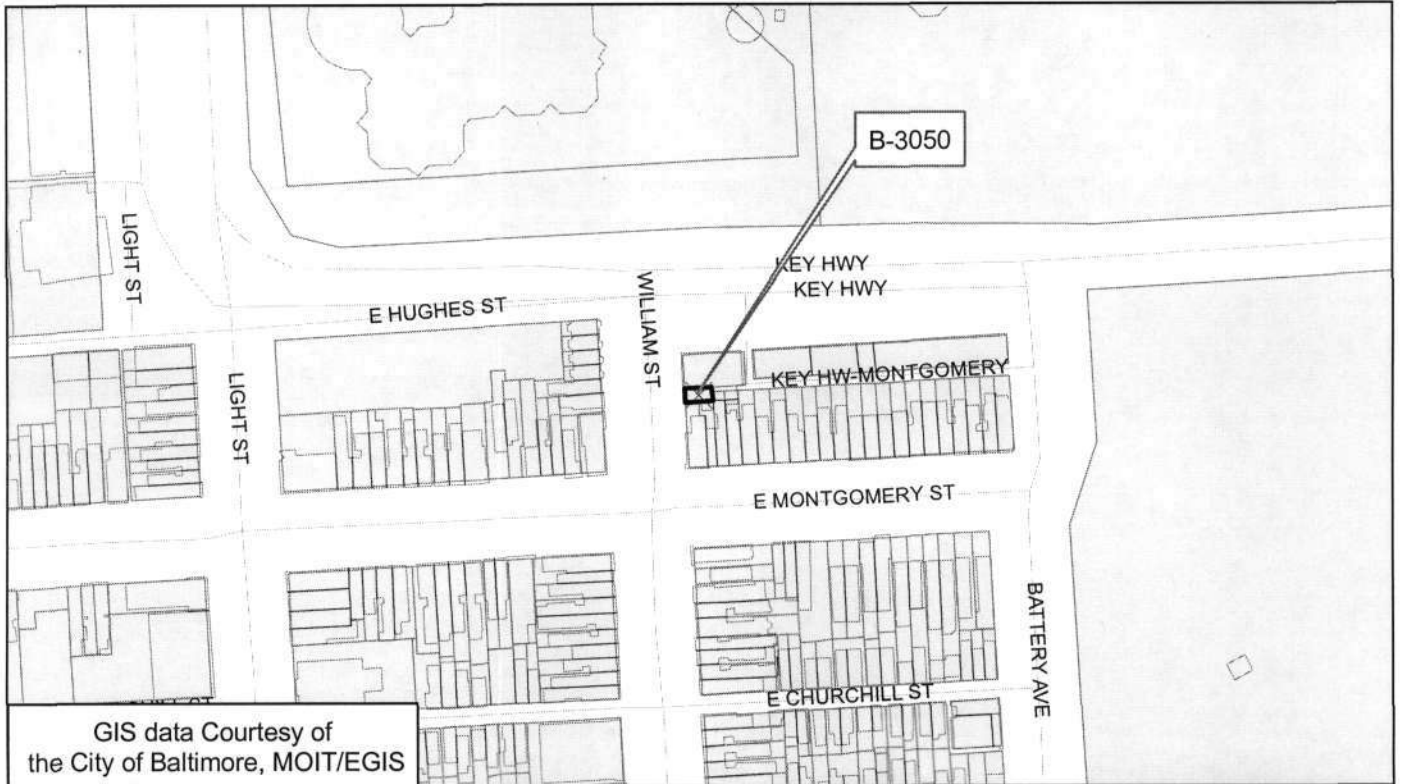 B-3050
LIGHT ST
KEY HWY
KEY HWY
E HUGHES ST
WILLIAM ST
KEY HW-MONTGOMERY
LIGHT ST
E MONTGOMERY ST
BATTERY AVE
E CHURCHILL ST
GIS data Courtesy of
the City of Baltimore, MOIT/EGIS